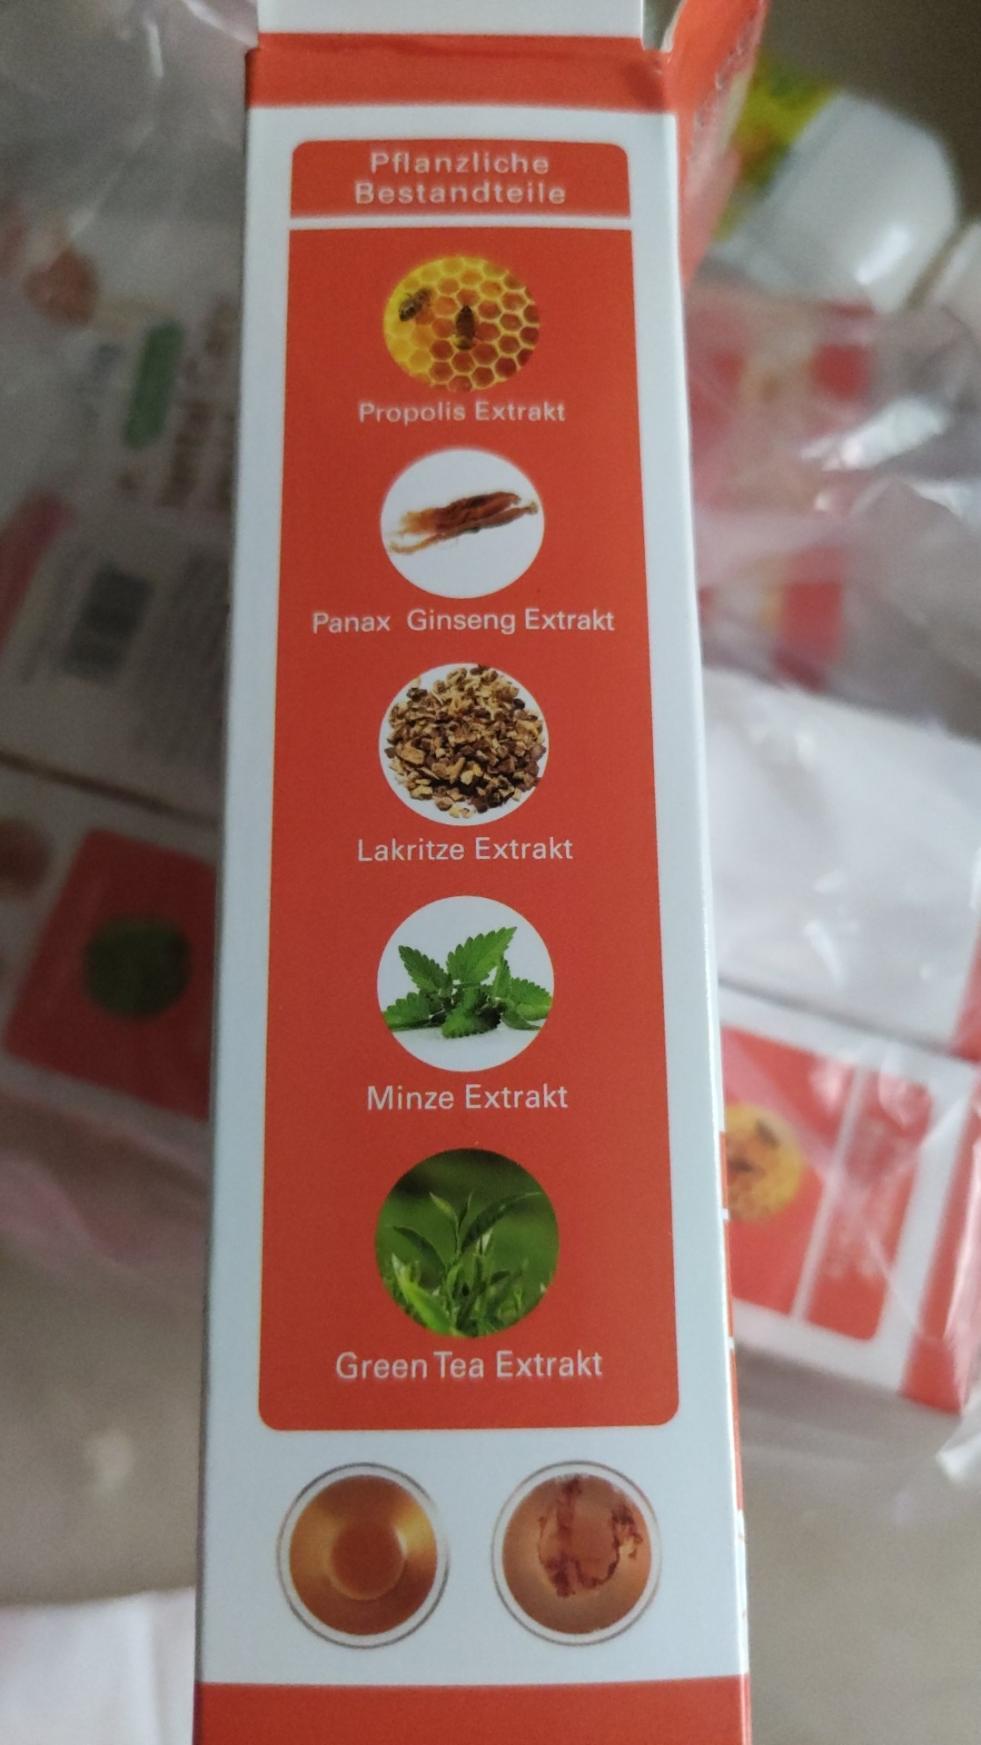 Pflanzliche
Bestandteile
Propolis Extrakt
Panax Ginseng Extrakt
Lakritze Extrakt
Minze Extrakt
Green Tea Extrakt